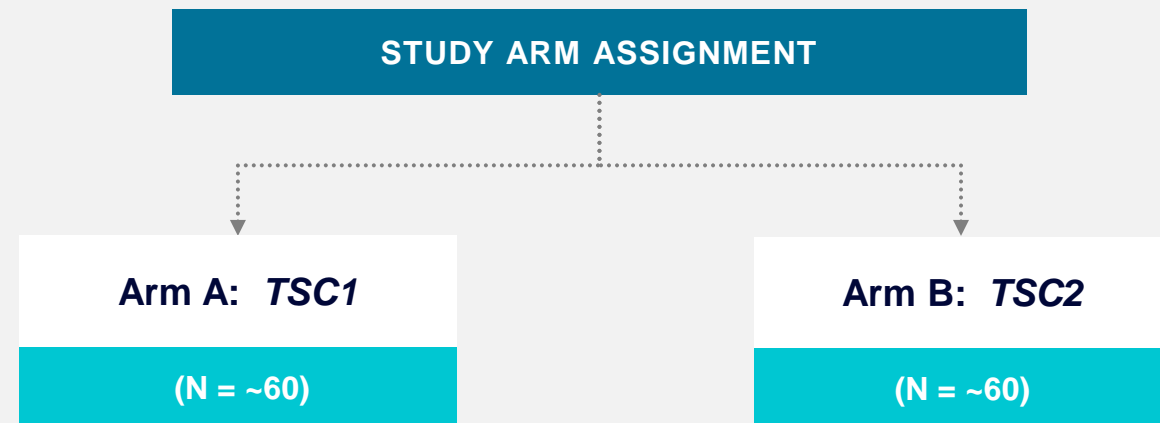 STUDY ARM ASSIGNMENT
Arm A: TSC1
Arm B: TSC2
(N = ~60)
(N = ~60)